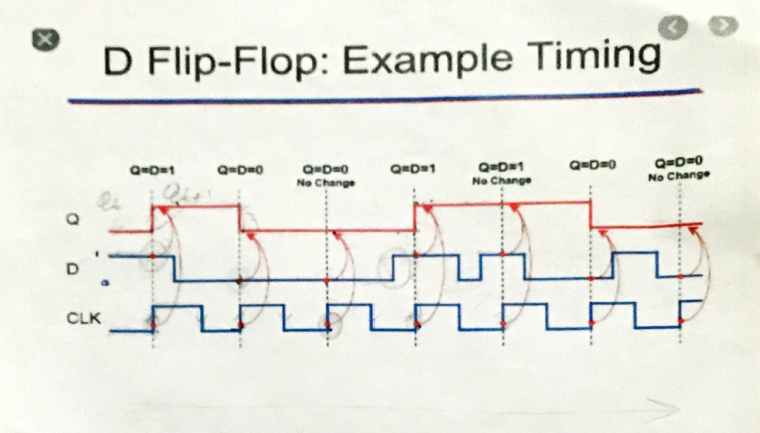 D Flip-Flop: Example Timing
Q=D=1 Q=D=0 Q=D=0 Q=D=1 Q=D=1 Q=D=0 Q=D=0
No Change No Change No Change
Q
D
CLK